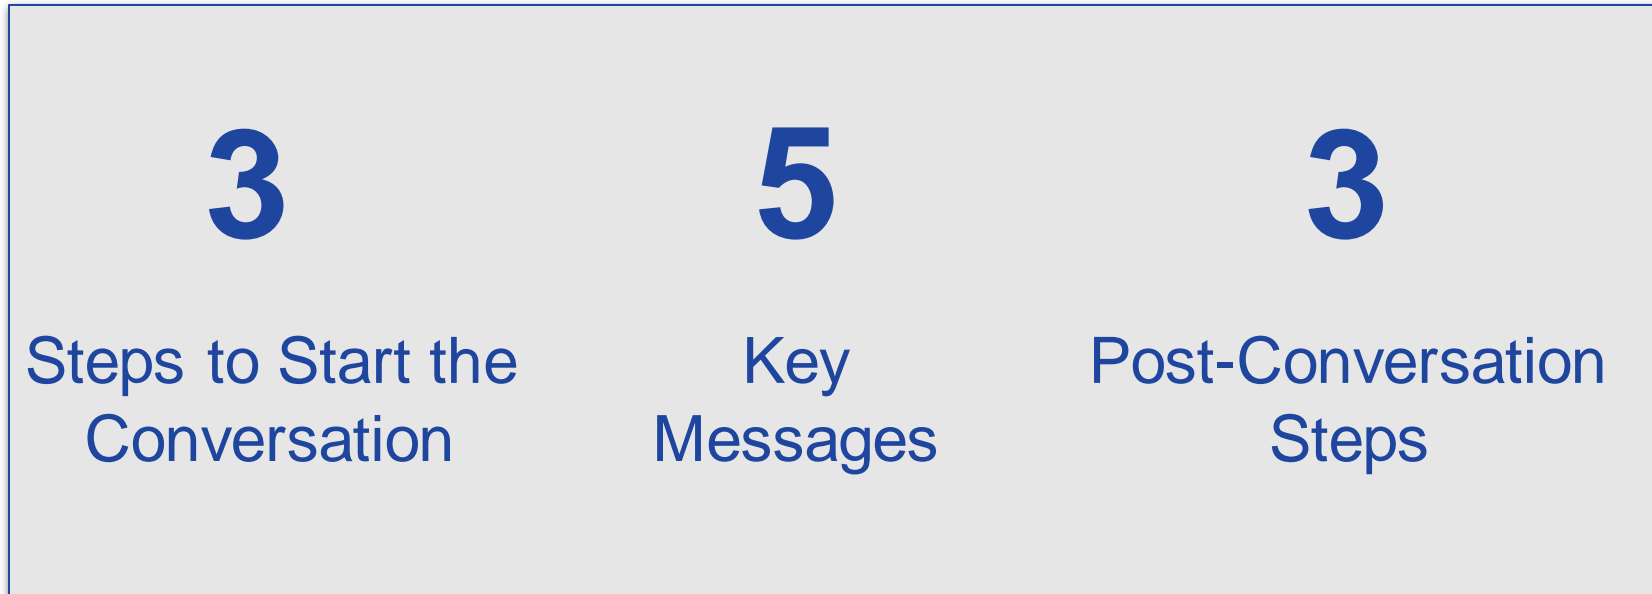 3
Steps to Start the
Conversation
5
Key
Messages
3
Post-Conversation
Steps